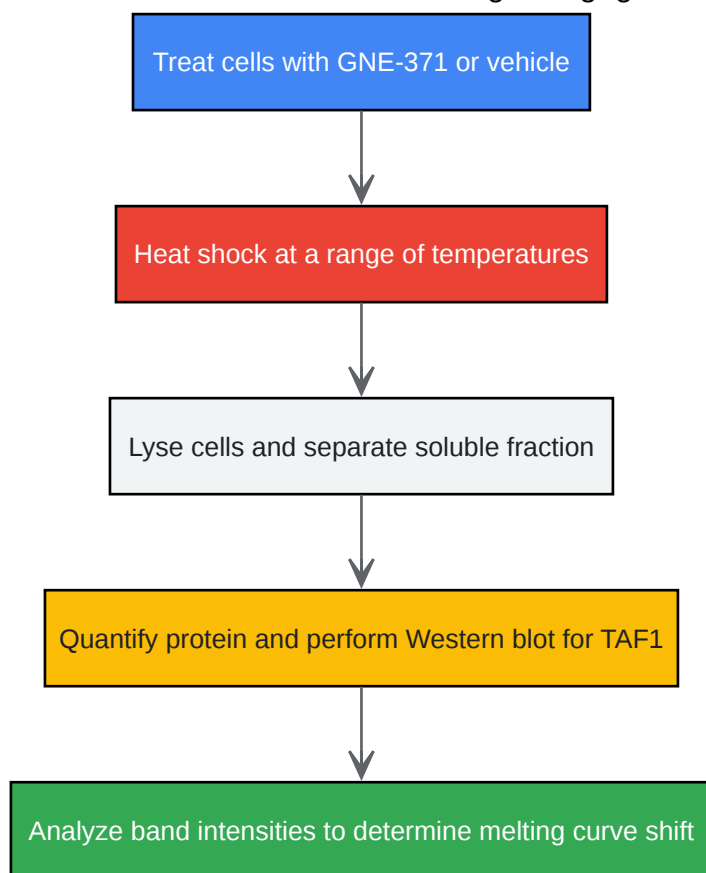 Treat cells with GNE-371 or vehicle
Heat shock at a range of temperatures
Lyse cells and separate soluble fraction
Quantify protein and perform Western blot for TAF1
Analyze band intensities to determine melting curve shift